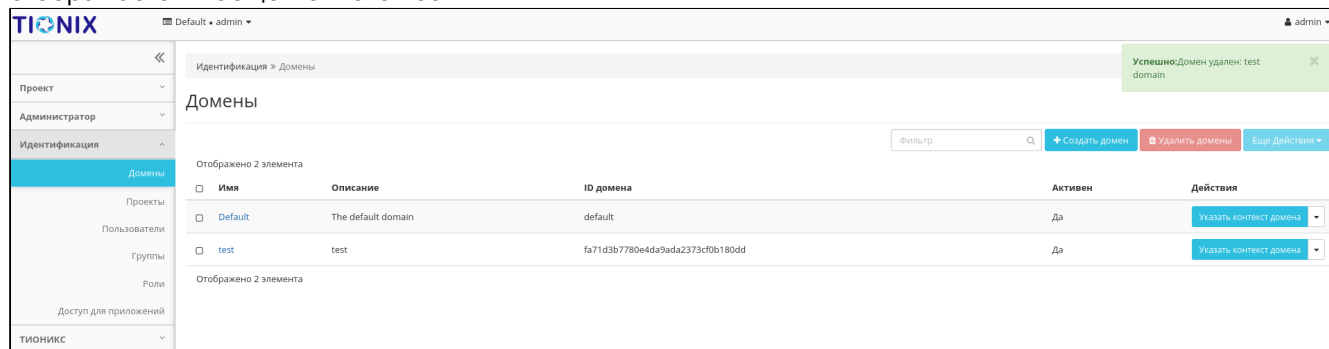 TIONIX
Default • admin
admin
Идентификация » Домены
Успешно:Домен удален: test
domain
Проект
Администратор
Идентификация
Домены
Проекты
Пользователи
Группы
Роли
Доступ для приложений
ТИОНИКС
Домены
Фильтр
+ Создать домен
Удалить домены
Еще Действия
Отображено 2 элемента
Имя Описание ID домена Активен Действия
Default The default domain default Да Указать контекст домена
test test fa71d3b7780e4da9ada2373cf0b180dd Да Указать контекст домена
Отображено 2 элемента